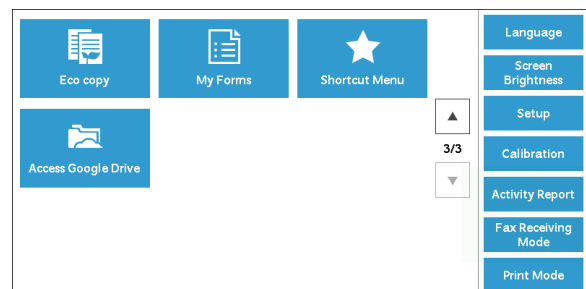 Eco copy
My Forms
Shortcut Menu
Access Google Drive
3/3
Language
Screen
Brightness
Setup
Calibration
Activity Report
Fax Receiving
Mode
Print Mode